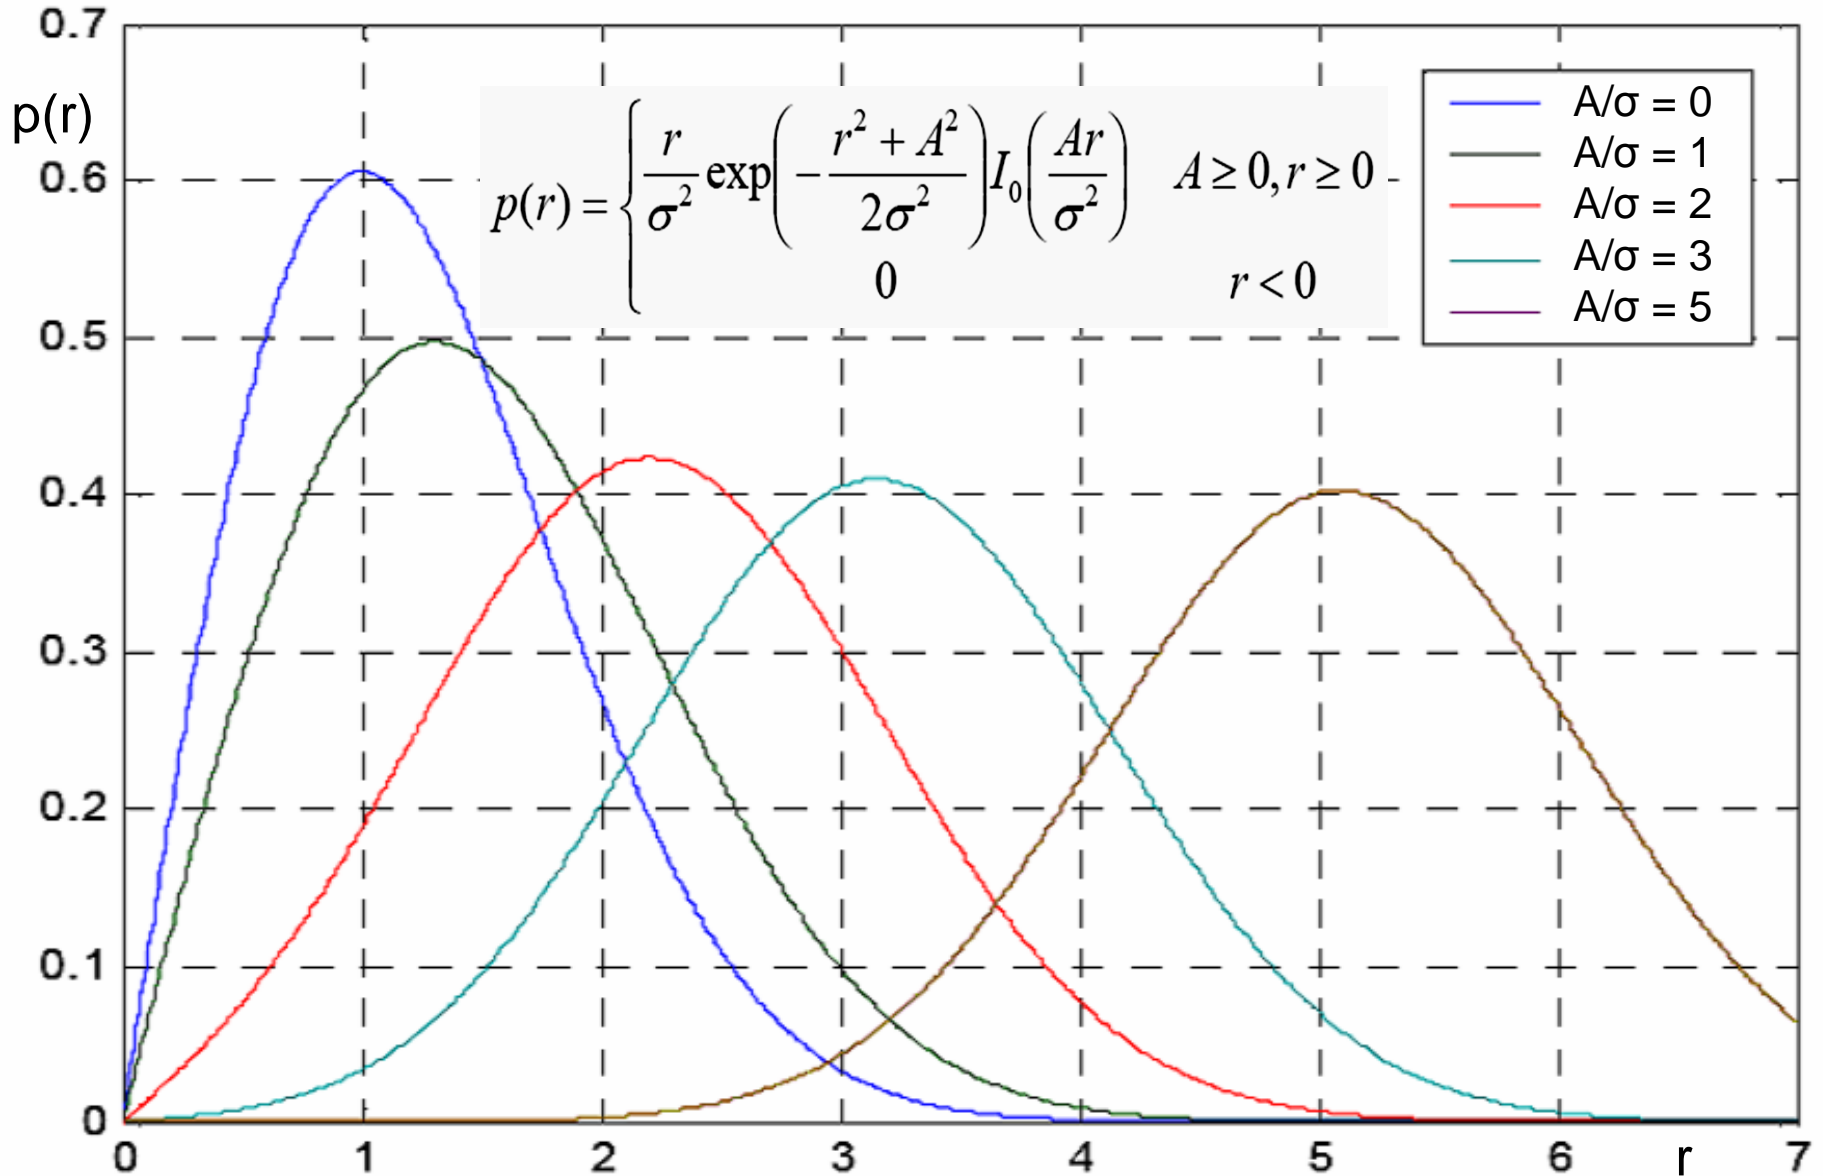 0.7
p(r)
0.6
0.5
0.4
0.3
0.2
0.1
0
p(r) = { r/σ² exp(−(r² + A²)/2σ²) I₀(Ar/σ²) A ≥ 0, r ≥ 0
0 r < 0
A/σ = 0
A/σ = 1
A/σ = 2
A/σ = 3
A/σ = 5
0 1 2 3 4 5 6 r 7